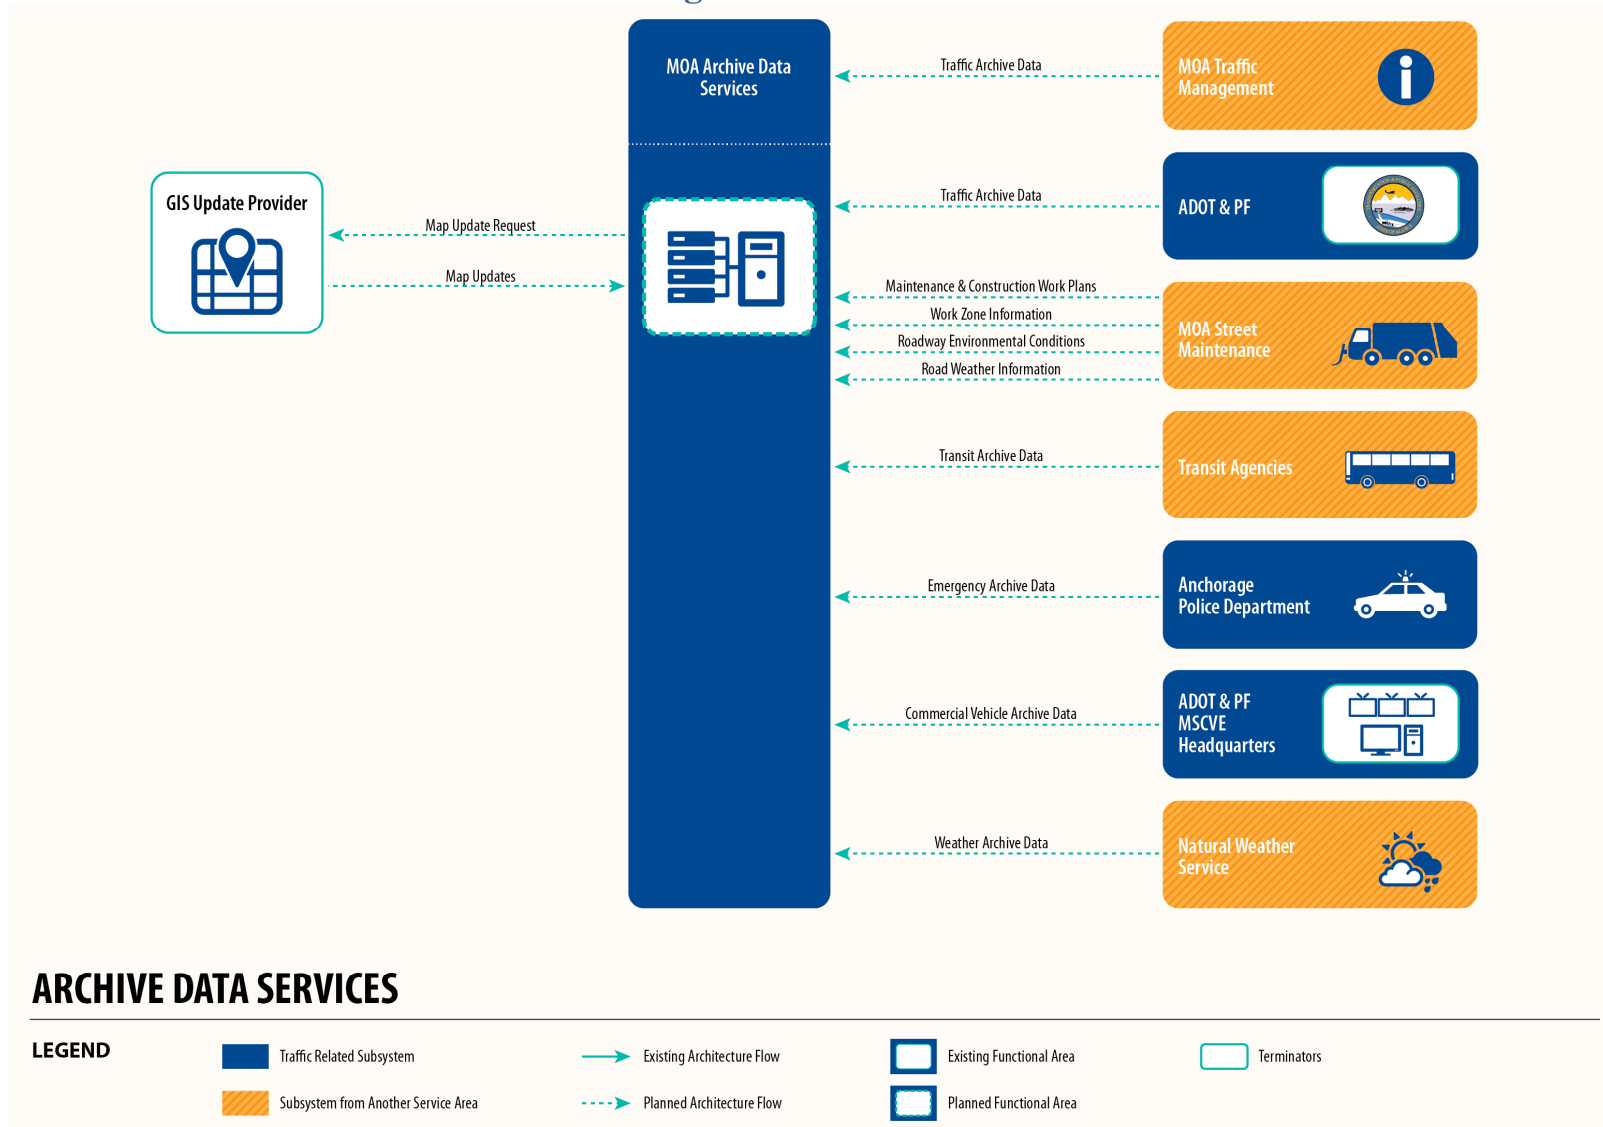 MOA Archive Data
Services
GIS Update Provider
Map Update Request
Map Updates
Traffic Archive Data
MOA Traffic
Management
Traffic Archive Data
ADOT & PF
Maintenance & Construction Work Plans
Work Zone Information
Roadway Environmental Conditions
Road Weather Information
MOA Street
Maintenance
Transit Archive Data
Transit Agencies
Emergency Archive Data
Anchorage
Police Department
Commercial Vehicle Archive Data
ADOT & PF
MSCVE
Headquarters
Weather Archive Data
Natural Weather
Service
ARCHIVE DATA SERVICES
LEGEND
Traffic Related Subsystem
Subsystem from Another Service Area
Existing Architecture Flow
Planned Architecture Flow
Existing Functional Area
Planned Functional Area
Terminators